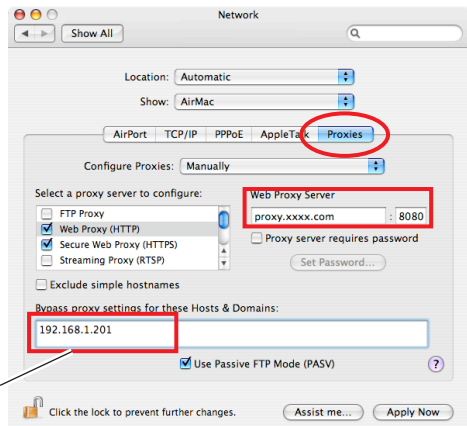 Network
Show All
Location: Automatic
Show: AirMac
AirPort TCP/IP PPPoE AppleTalk Proxies
Configure Proxies: Manually
Select a proxy server to configure: Web Proxy Server
FTP Proxy
proxy.xxxx.com : 8080
Web Proxy (HTTP)
Secure Web Proxy (HTTPS) Proxy server requires password
Streaming Proxy (RTSP) Set Password...
Exclude simple hostnames
Bypass proxy settings for these Hosts & Domains:
192.168.1.201
Use Passive FTP Mode (PASV) ?
Click the lock to prevent further changes. Assist me... Apply Now